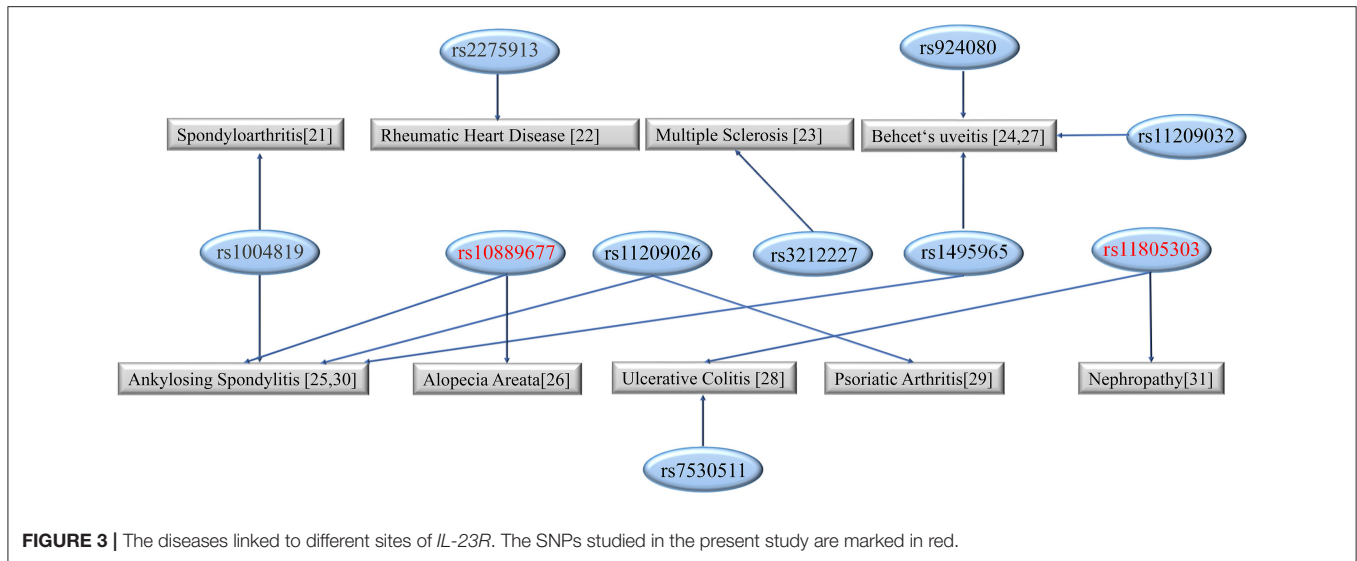 rs2275913
rs924080
Spondyloarthritis[21]
Rheumatic Heart Disease [22]
Multiple Sclerosis [23]
Behcet‘s uveitis [24,27]
rs11209032
rs1004819
rs10889677
rs11209026
rs3212227
rs1495965
rs11805303
Ankylosing Spondylitis [25,30]
Alopecia Areata[26]
Ulcerative Colitis [28]
Psoriatic Arthritis[29]
Nephropathy[31]
rs7530511
FIGURE 3 | The diseases linked to different sites of IL-23R. The SNPs studied in the present study are marked in red.